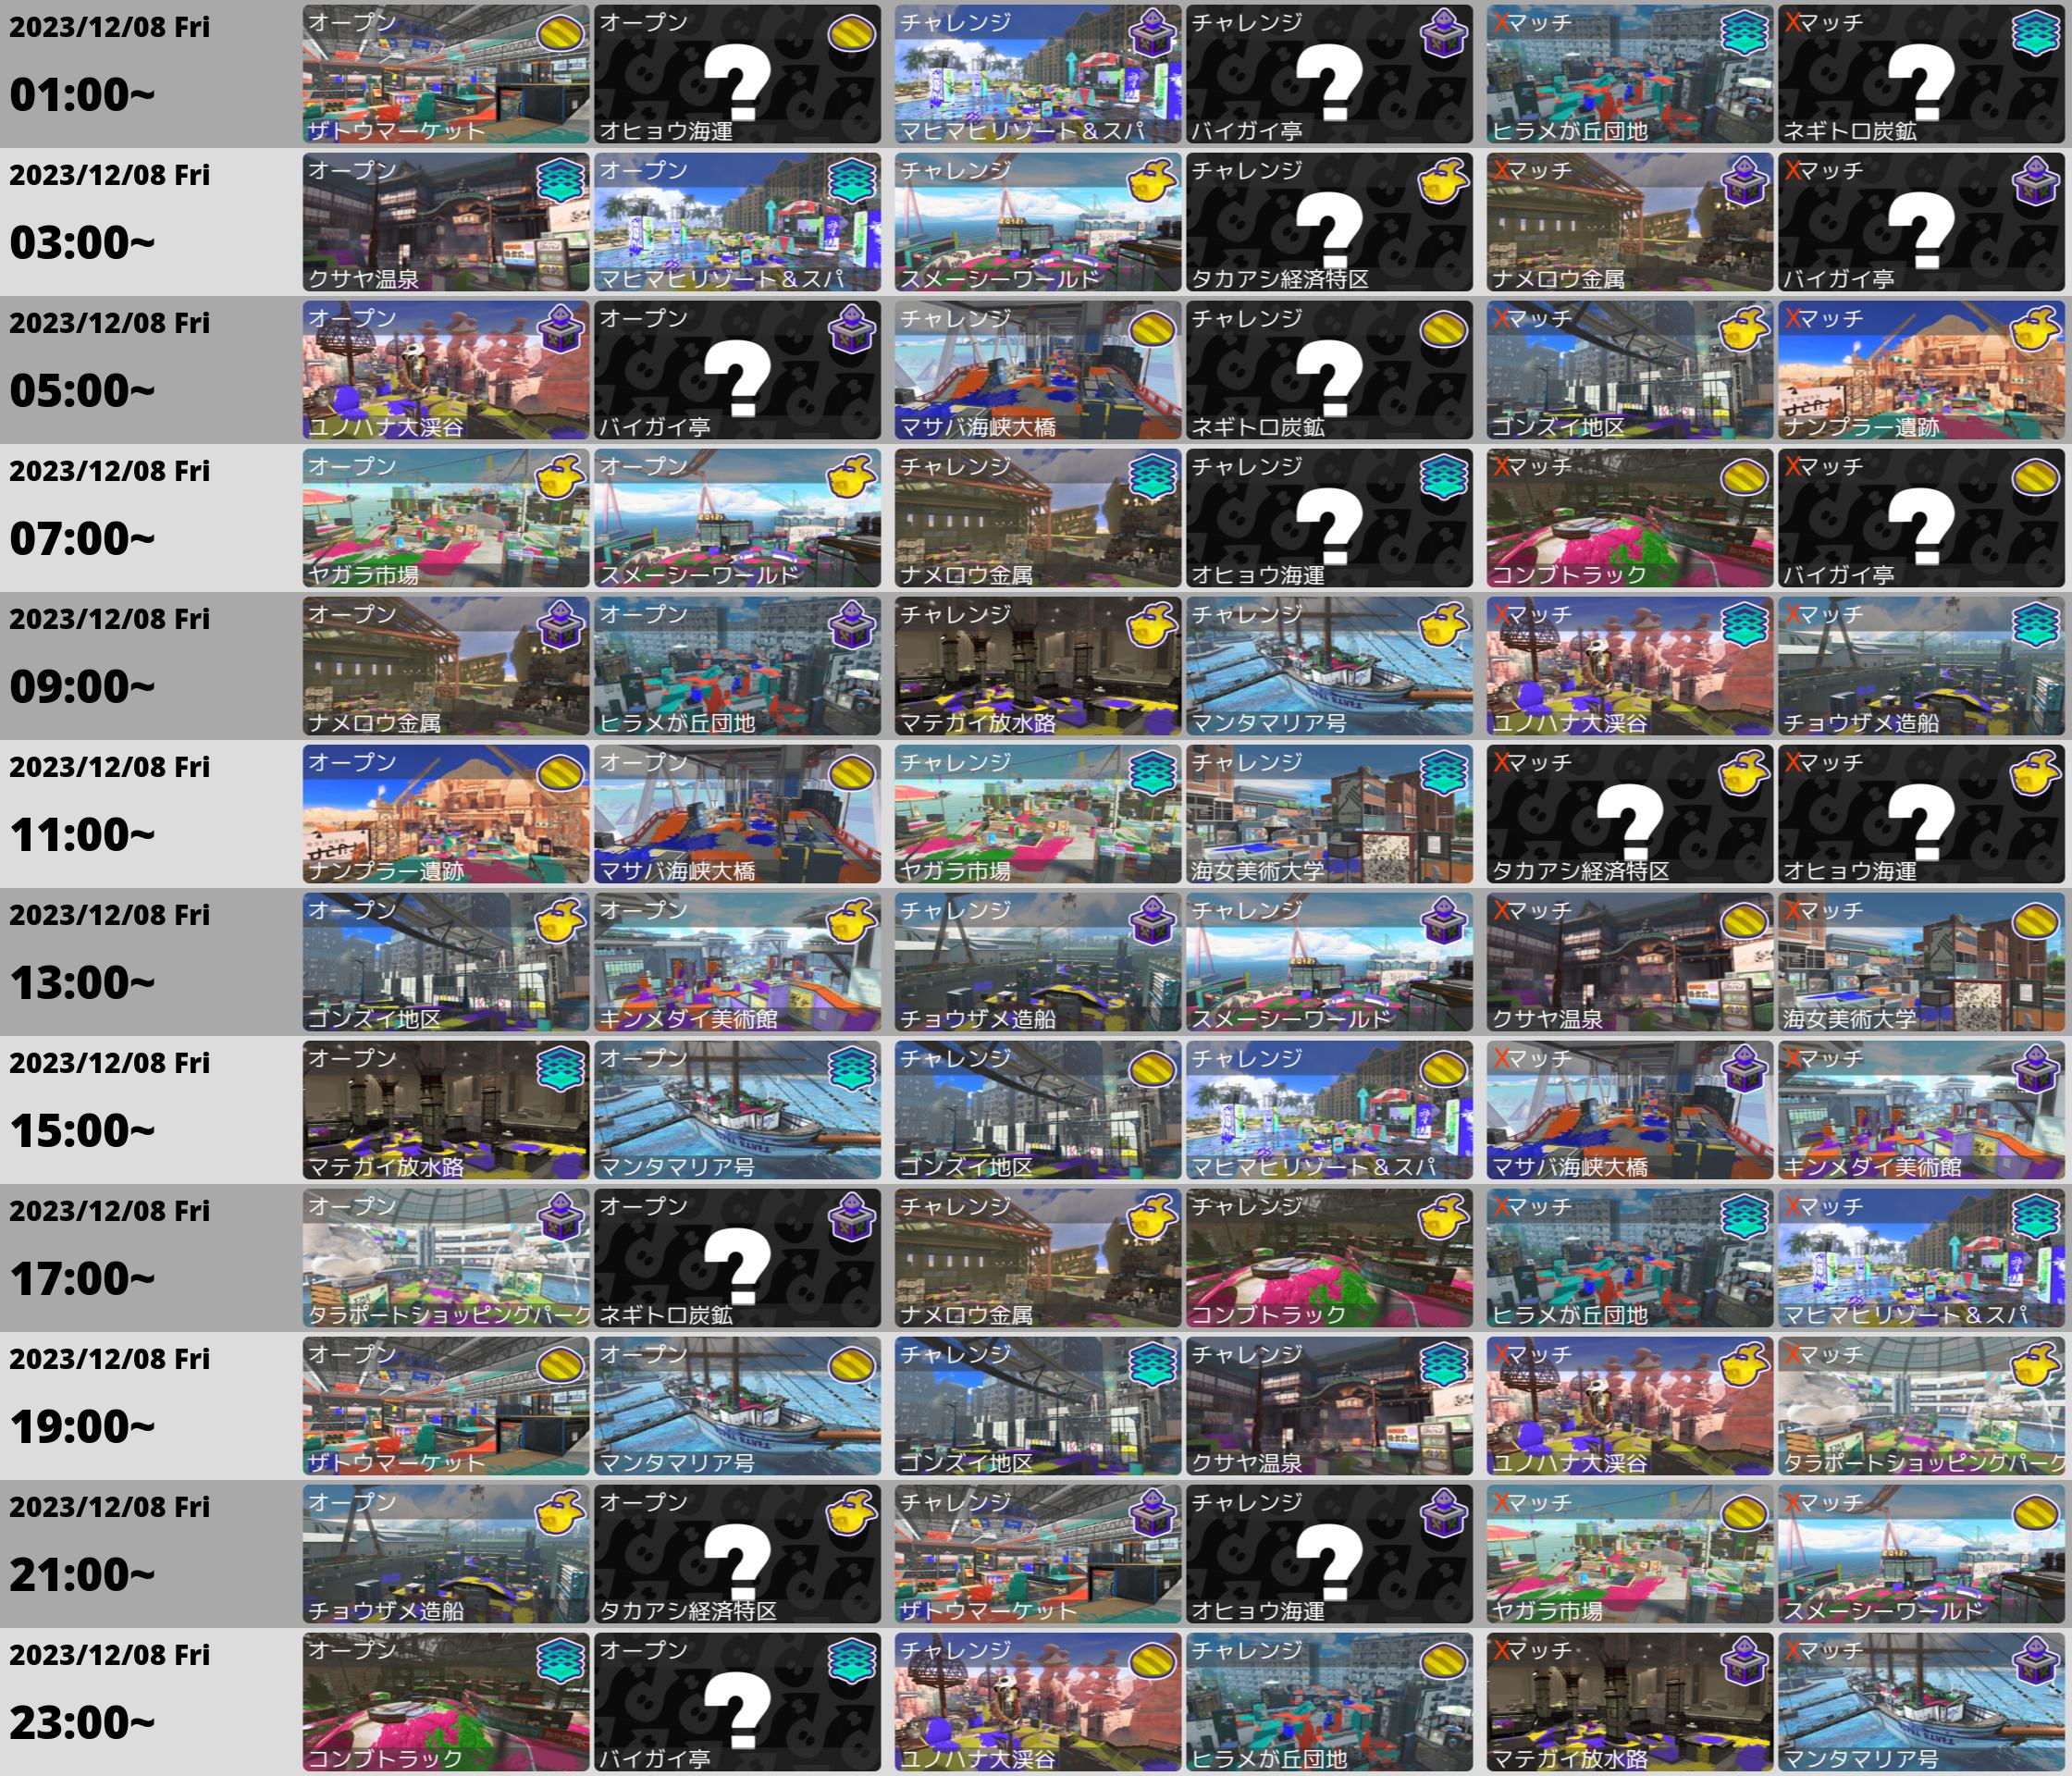 2023/12/08 Fri
01:00~
オープン オープン チャレンジ チャレンジ Xマッチ Xマッチ
ザトウマーケット オヒョウ海運 マヒマヒリゾート＆スパ バイガイ亭 ヒラメが丘団地 ネギトロ炭鉱
2023/12/08 Fri
03:00~
オープン オープン チャレンジ チャレンジ Xマッチ Xマッチ
クサヤ温泉 マヒマヒリゾート＆スパ スメーシーワールド タカアシ経済特区 ナメロウ金属 バイガイ亭
2023/12/08 Fri
05:00~
オープン オープン チャレンジ チャレンジ Xマッチ Xマッチ
ユノハナ大渓谷 バイガイ亭 マサバ海峡大橋 ネギトロ炭鉱 ゴンズイ地区 ナンプラー遺跡
2023/12/08 Fri
07:00~
オープン オープン チャレンジ チャレンジ Xマッチ Xマッチ
ヤガラ市場 スメーシーワールド ナメロウ金属 オヒョウ海運 コンブトラック バイガイ亭
2023/12/08 Fri
09:00~
オープン オープン チャレンジ チャレンジ Xマッチ Xマッチ
ナメロウ金属 ヒラメが丘団地 マテガイ放水路 マンタマリア号 ユノハナ大渓谷 チョウザメ造船
2023/12/08 Fri
11:00~
オープン オープン チャレンジ チャレンジ Xマッチ Xマッチ
ナンプラー遺跡 マサバ海峡大橋 ヤガラ市場 海女美術大学 タカアシ経済特区 オヒョウ海運
2023/12/08 Fri
13:00~
オープン オープン チャレンジ チャレンジ Xマッチ Xマッチ
ゴンズイ地区 キンメダイ美術館 チョウザメ造船 スメーシーワールド クサヤ温泉 海女美術大学
2023/12/08 Fri
15:00~
オープン オープン チャレンジ チャレンジ Xマッチ Xマッチ
マテガイ放水路 マンタマリア号 ゴンズイ地区 マヒマヒリゾート＆スパ マサバ海峡大橋 キンメダイ美術館
2023/12/08 Fri
17:00~
オープン オープン チャレンジ チャレンジ Xマッチ Xマッチ
タラポートショッピングパーク ネギトロ炭鉱 ナメロウ金属 コンブトラック ヒラメが丘団地 マヒマヒリゾート＆スパ
2023/12/08 Fri
19:00~
オープン オープン チャレンジ チャレンジ Xマッチ Xマッチ
ザトウマーケット マンタマリア号 ゴンズイ地区 クサヤ温泉 ユノハナ大渓谷 タラポートショッピングパーク
2023/12/08 Fri
21:00~
オープン オープン チャレンジ チャレンジ Xマッチ Xマッチ
チョウザメ造船 タカアシ経済特区 ザトウマーケット オヒョウ海運 ヤガラ市場 スメーシーワールド
2023/12/08 Fri
23:00~
オープン オープン チャレンジ チャレンジ Xマッチ Xマッチ
コンブトラック バイガイ亭 ユノハナ大渓谷 ヒラメが丘団地 マテガイ放水路 マンタマリア号